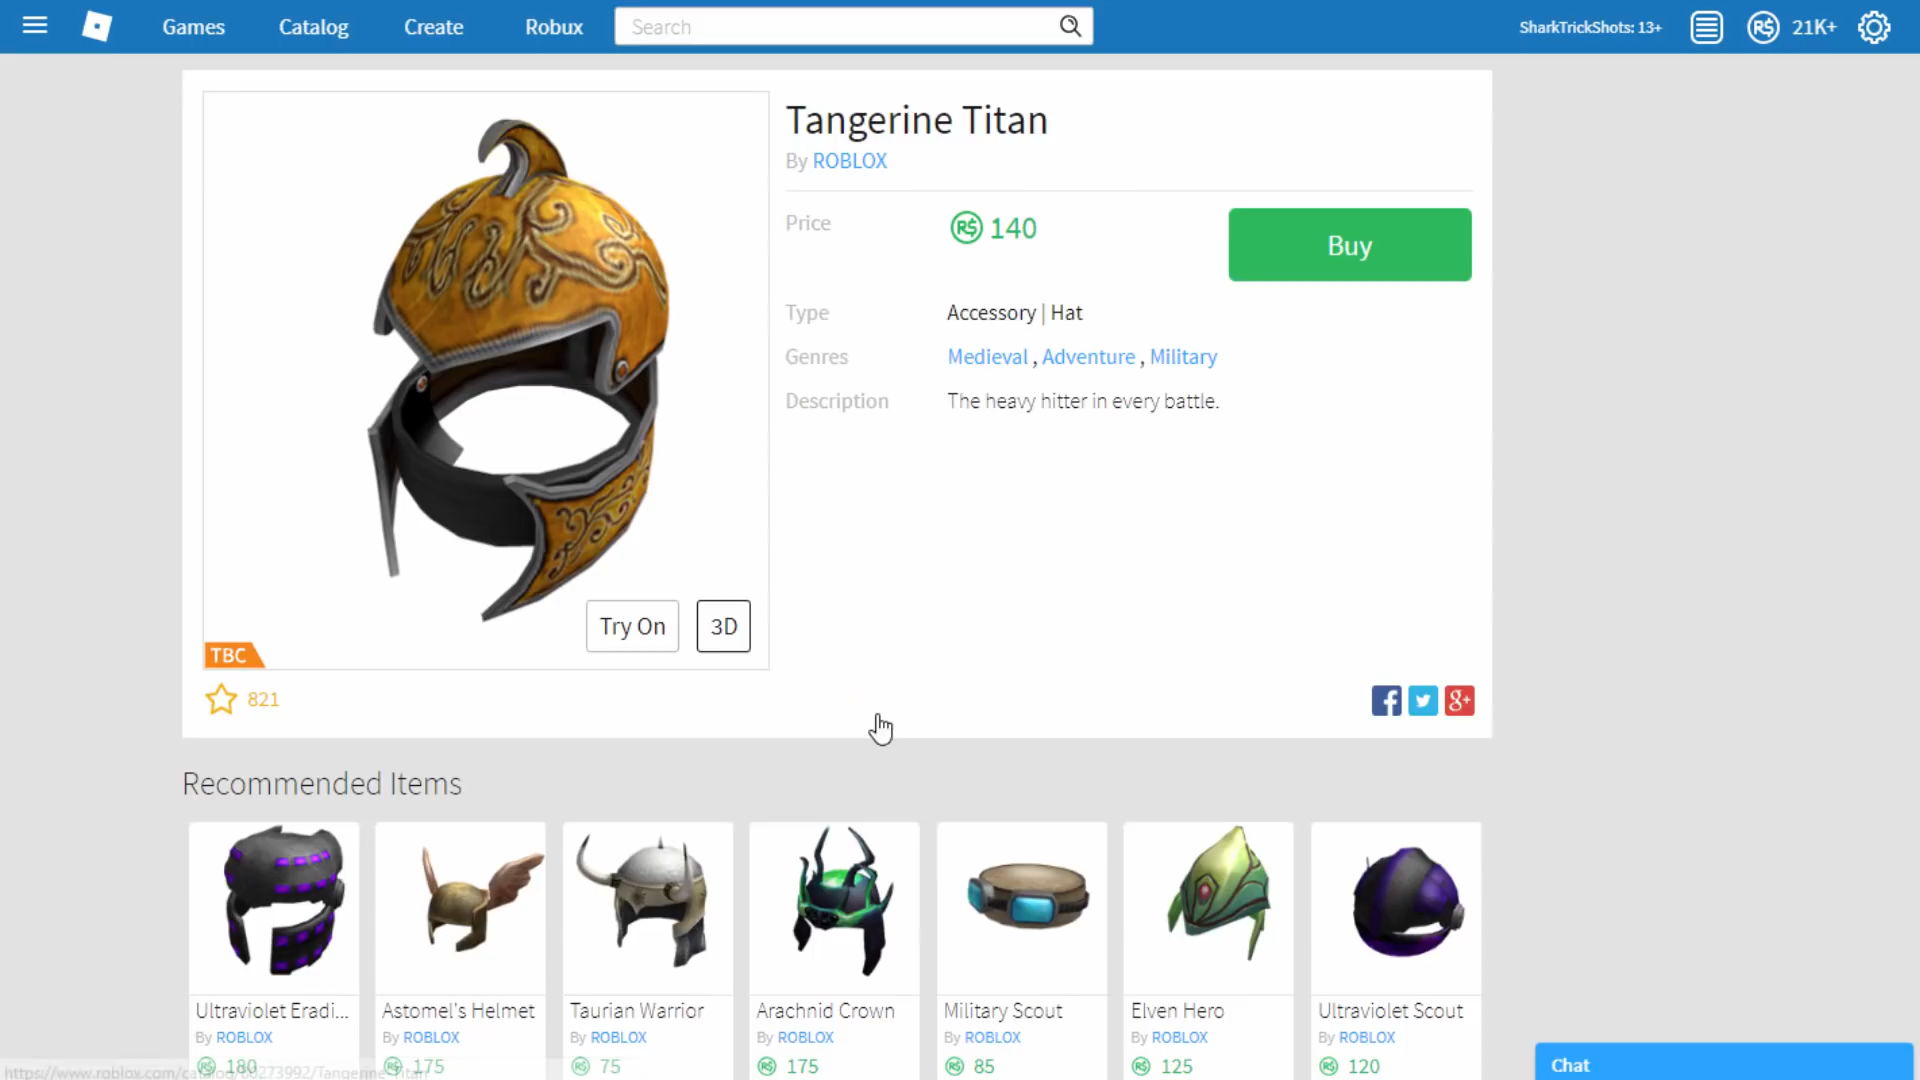 Games Catalog Create Robux Search SharkTrickShots: 13+ R$ 21K+
Tangerine Titan
By ROBLOX
Price R$ 140 Buy
Type Accessory | Hat
Genres Medieval , Adventure , Military
Description The heavy hitter in every battle.
Try On 3D
TBC
821
f g+
Recommended Items
Ultraviolet Eradi... Astomel's Helmet Taurian Warrior Arachnid Crown Military Scout Elven Hero Ultraviolet Scout
By ROBLOX By ROBLOX By ROBLOX By ROBLOX By ROBLOX By ROBLOX By ROBLOX
R$ 180 R$ 175 R$ 75 R$ 175 R$ 85 R$ 125 R$ 120
Chat